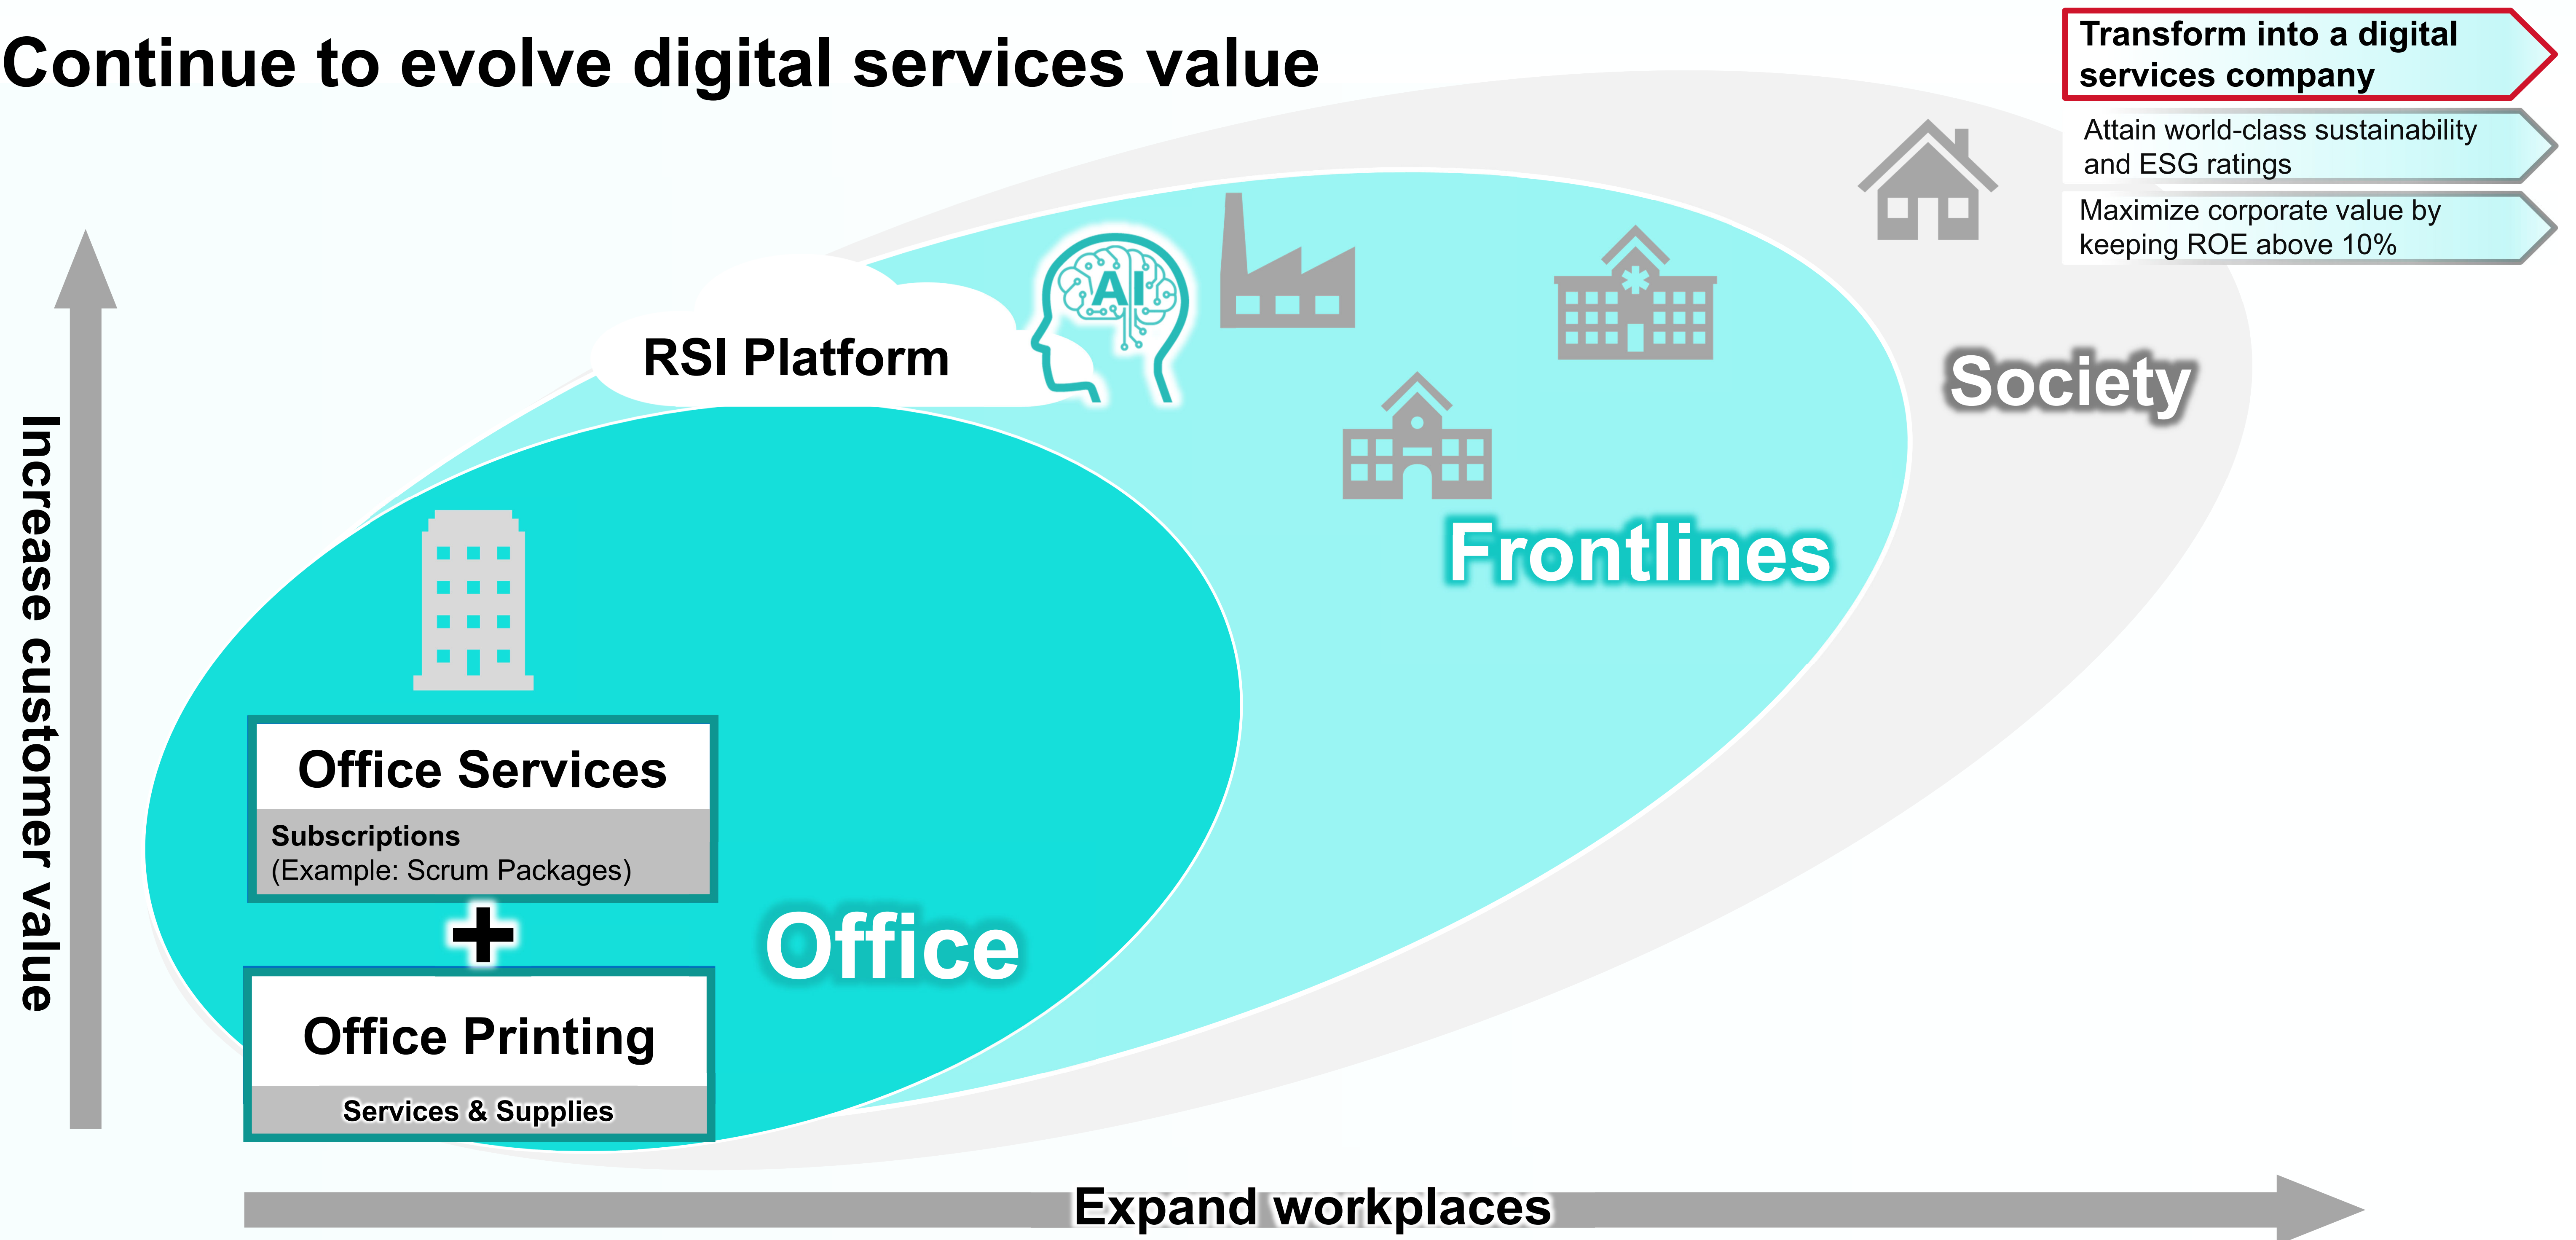 Continue to evolve digital services value
Transform into a digital
services company
Attain world-class sustainability
and ESG ratings
Maximize corporate value by
keeping ROE above 10%
Increase customer value
RSI Platform
AI
Society
Frontlines
Office Services
Subscriptions
(Example: Scrum Packages)
+
Office
Office Printing
Services & Supplies
Expand workplaces